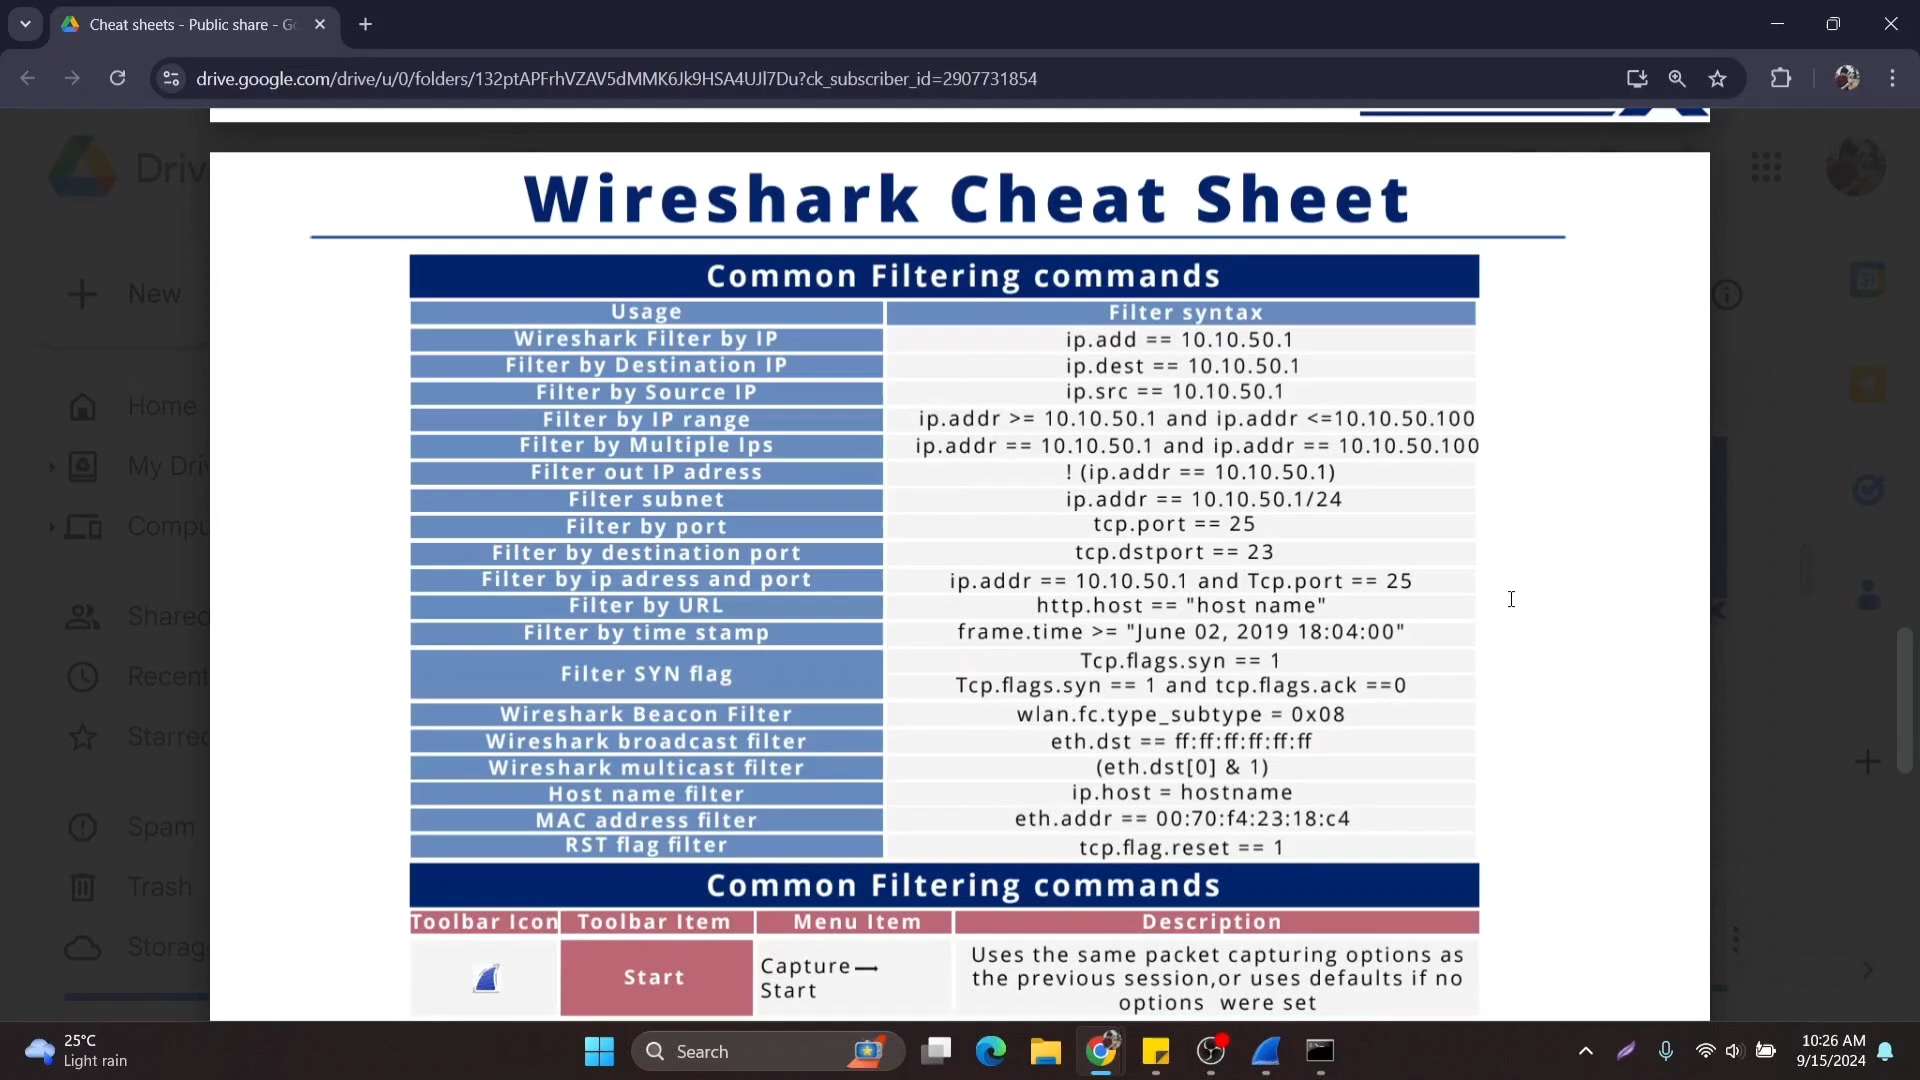 Cheat sheets - Public share - Go
drive.google.com/drive/u/0/folders/132ptAPFrhVZAV5dMMK6Jk9HSA4UJl7Du?ck_subscriber_id=2907731854
Driv
New
Home
My Driv
Compu
Shared
Recent
Starred
Spam
Trash
Storag
Wireshark Cheat Sheet
Common Filtering commands
Usage Filter syntax
Wireshark Filter by IP ip.add == 10.10.50.1
Filter by Destination IP ip.dest == 10.10.50.1
Filter by Source IP ip.src == 10.10.50.1
Filter by IP range ip.addr >= 10.10.50.1 and ip.addr <=10.10.50.100
Filter by Multiple Ips ip.addr == 10.10.50.1 and ip.addr == 10.10.50.100
Filter out IP adress ! (ip.addr == 10.10.50.1)
Filter subnet ip.addr == 10.10.50.1/24
Filter by port tcp.port == 25
Filter by destination port tcp.dstport == 23
Filter by ip adress and port ip.addr == 10.10.50.1 and Tcp.port == 25
Filter by URL http.host == "host name"
Filter by time stamp frame.time >= "June 02, 2019 18:04:00"
Filter SYN flag Tcp.flags.syn == 1
Tcp.flags.syn == 1 and tcp.flags.ack ==0
Wireshark Beacon Filter wlan.fc.type_subtype = 0x08
Wireshark broadcast filter eth.dst == ff:ff:ff:ff:ff:ff
Wireshark multicast filter (eth.dst[0] & 1)
Host name filter ip.host = hostname
MAC address filter eth.addr == 00:70:f4:23:18:c4
RST flag filter tcp.flag.reset == 1
Common Filtering commands
Toolbar Icon Toolbar Item Menu Item Description
Start
Capture→
Start
Uses the same packet capturing options as
the previous session,or uses defaults if no
options were set
25°C
Light rain
Search
10:26 AM
9/15/2024